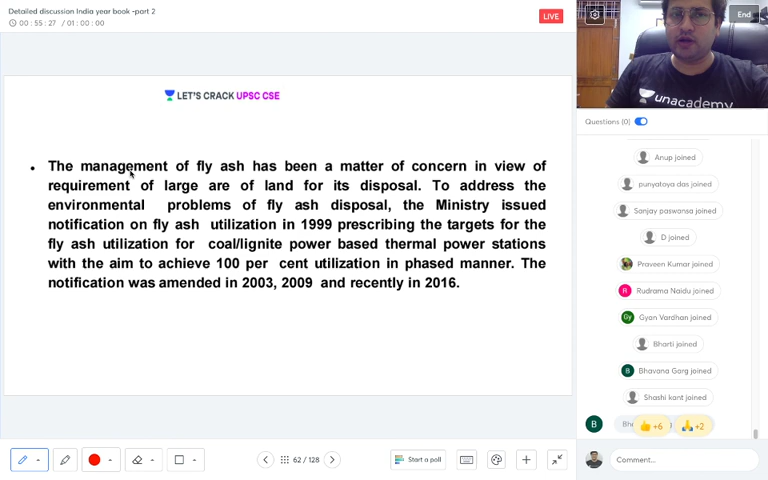 Detailed discussion India year book -part 2
00 : 55 : 27 / 01 : 00 : 00
LIVE
End
LET'S CRACK UPSC CSE
unacademy
Questions (0)
• The management of fly ash has been a matter of concern in view of
requirement of large are of land for its disposal. To address the
environmental problems of fly ash disposal, the Ministry issued
notification on fly ash utilization in 1999 prescribing the targets for the
fly ash utilization for coal/lignite power based thermal power stations
with the aim to achieve 100 per cent utilization in phased manner. The
notification was amended in 2003, 2009 and recently in 2016.
Anup joined
punyatoya das joined
Sanjay paswansa joined
D joined
Praveen Kumar joined
R Rudrama Naidu joined
Gy Gyan Vardhan joined
Bharti joined
B Bhavana Garg joined
Shashi kant joined
B
+6
+2
62 / 128
Start a poll
Comment...